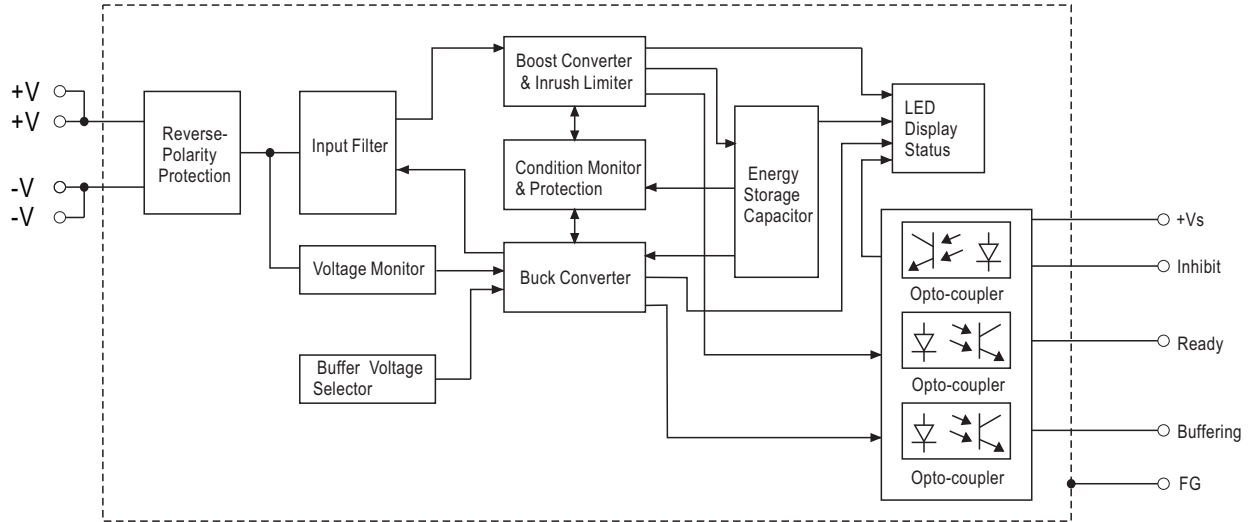 +V
+V
-V
-V
Reverse-
Polarity
Protection
Input Filter
Voltage Monitor
Buffer Voltage
Selector
Boost Converter
& Inrush Limiter
Condition Monitor
& Protection
Buck Converter
Energy
Storage
Capacitor
LED
Display
Status
Opto-coupler
Opto-coupler
Opto-coupler
+Vs
Inhibit
Ready
Buffering
FG